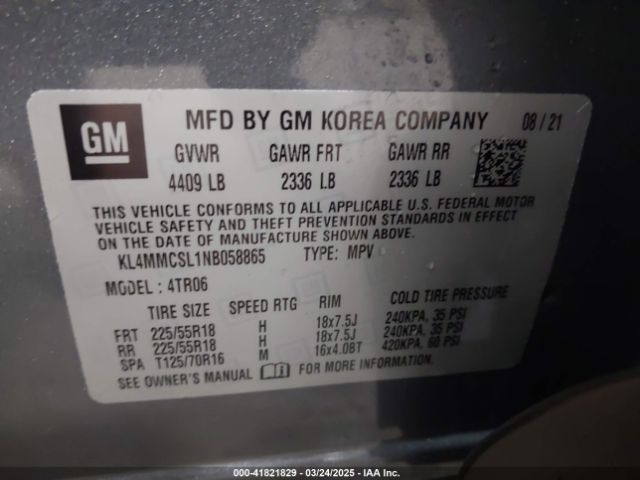 GM MFD BY GM KOREA COMPANY 08 / 21
GVWR GAWR FRT GAWR RR
4409 LB 2336 LB 2336 LB
THIS VEHICLE CONFORMS TO ALL APPLICABLE U.S. FEDERAL MOTOR
VEHICLE SAFETY AND THEFT PREVENTION STANDARDS IN EFFECT
ON THE DATE OF MANUFACTURE SHOWN ABOVE.
KL4MMCSL1NB058865 TYPE: MPV
MODEL : 4TR06
TIRE SIZE SPEED RTG RIM COLD TIRE PRESSURE
FRT 225/55R18 H 18x7.5J 240KPA, 35 PSI
RR 225/55R18 H 18x7.5J 240KPA, 35 PSI
SPA T125/70R16 M 16x4.0BT 420KPA, 60 PSI
SEE OWNER'S MANUAL FOR MORE INFORMATION.
000-41821829 - 03/24/2025 - IAA Inc.